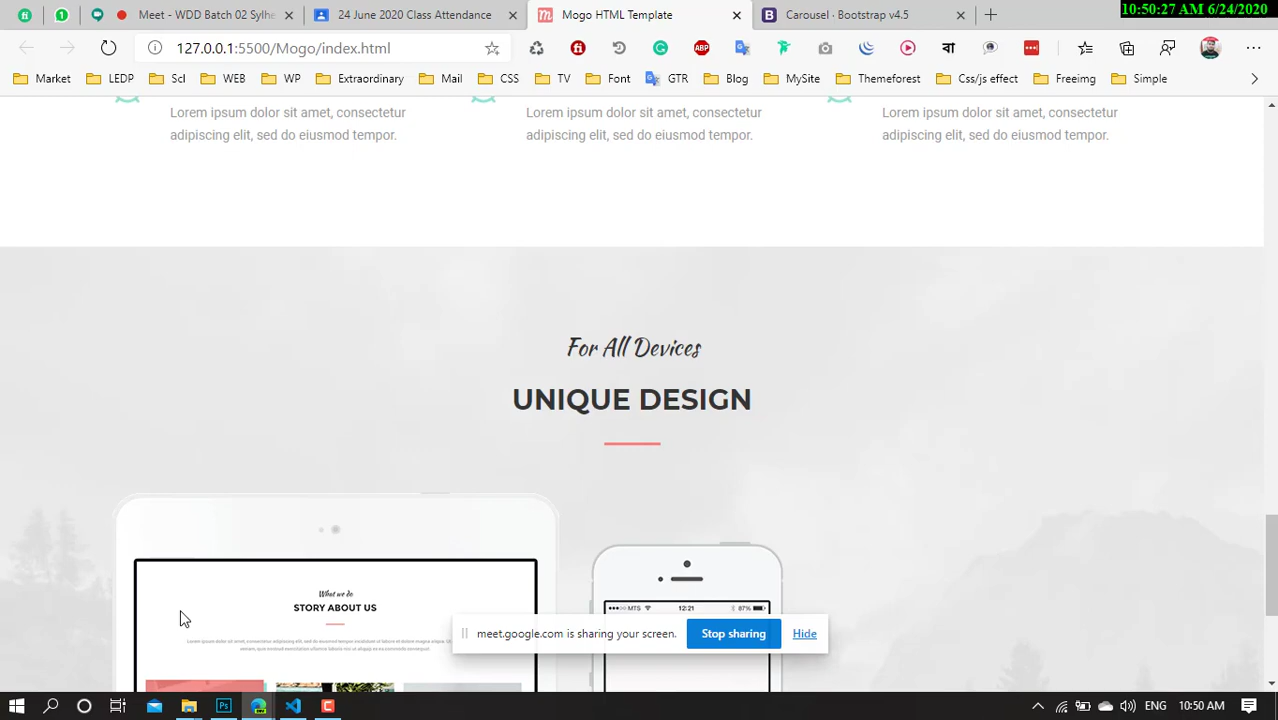 10:50:27 AM 6/24/2020
Meet - WDD Batch 02 Sylhe
24 June 2020 Class Attendan
Mogo HTML Template
Carousel · Bootstrap v4.5
127.0.0.1:5500/Mogo/index.html
ABP
বা
Market
LEDP
Scl
WEB
WP
Extraordinary
Mail
CSS
TV
Font
GTR
Blog
MySite
Themeforest
Css/js effect
Freeimg
Simple
Lorem ipsum dolor sit amet, consectetur
adipiscing elit, sed do eiusmod tempor.
Lorem ipsum dolor sit amet, consectetur
adipiscing elit, sed do eiusmod tempor.
Lorem ipsum dolor sit amet, consectetur
adipiscing elit, sed do eiusmod tempor.
For All Devices
UNIQUE DESIGN
What we do
STORY ABOUT US
MTS 12:21 87%
meet.google.com is sharing your screen. Stop sharing Hide
ENG 10:50 AM